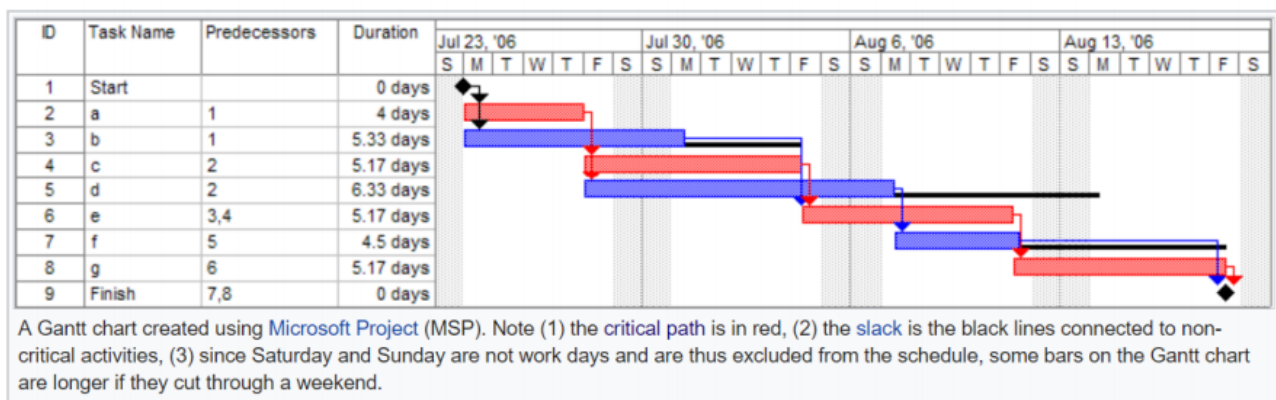 ID Task Name Predecessors Duration
Jul 23, '06 Jul 30, '06 Aug 6, '06 Aug 13, '06
S M T W T F S S M T W T F S S M T W T F S S M T W T F S
1 Start 0 days
2 a 1 4 days
3 b 1 5.33 days
4 c 2 5.17 days
5 d 2 6.33 days
6 e 3,4 5.17 days
7 f 5 4.5 days
8 g 6 5.17 days
9 Finish 7,8 0 days
A Gantt chart created using Microsoft Project (MSP). Note (1) the critical path is in red, (2) the slack is the black lines connected to non-
critical activities, (3) since Saturday and Sunday are not work days and are thus excluded from the schedule, some bars on the Gantt chart
are longer if they cut through a weekend.